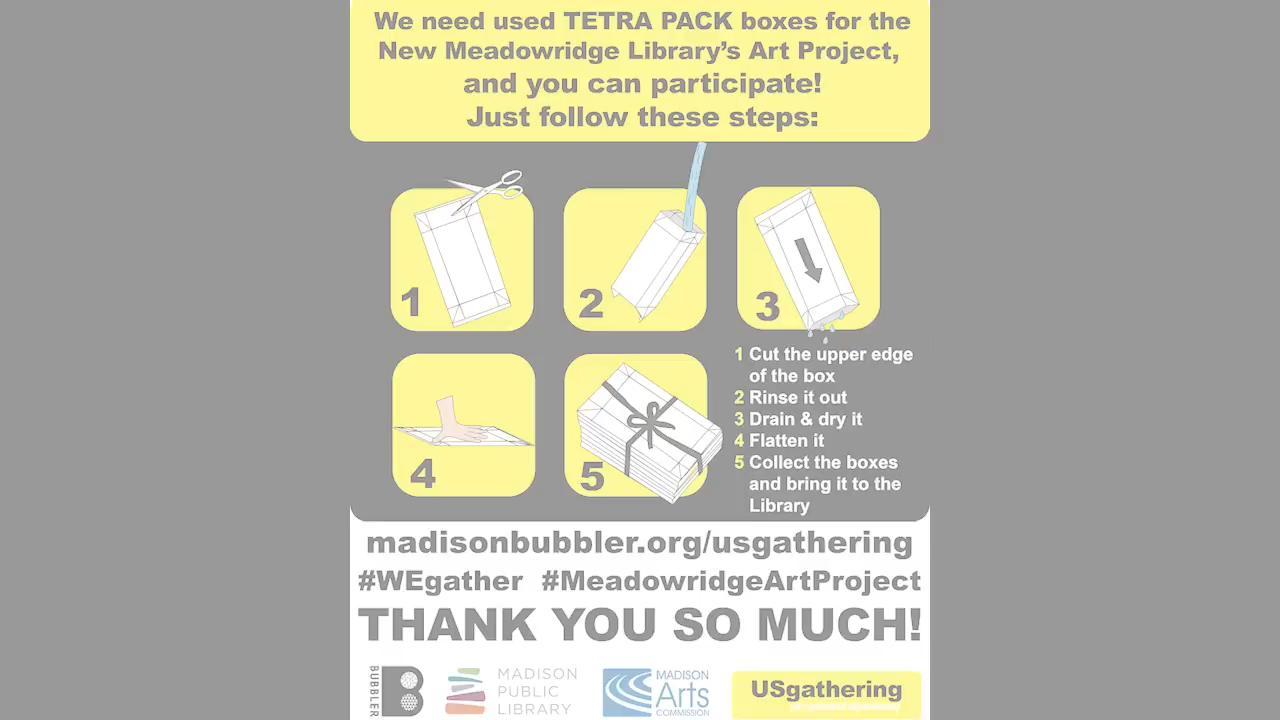 We need used TETRA PACK boxes for the
New Meadowridge Library's Art Project,
and you can participate!
Just follow these steps:
1
2
3
4
5
1 Cut the upper edge
of the box
2 Rinse it out
3 Drain & dry it
4 Flatten it
5 Collect the boxes
and bring it to the
Library
madisonbubbler.org/usgathering
#WEgather #MeadowridgeArtProject
THANK YOU SO MUCH!
BUBBLER
B
MADISON
PUBLIC
LIBRARY
MADISON
Arts
COMMISSION
USgathering